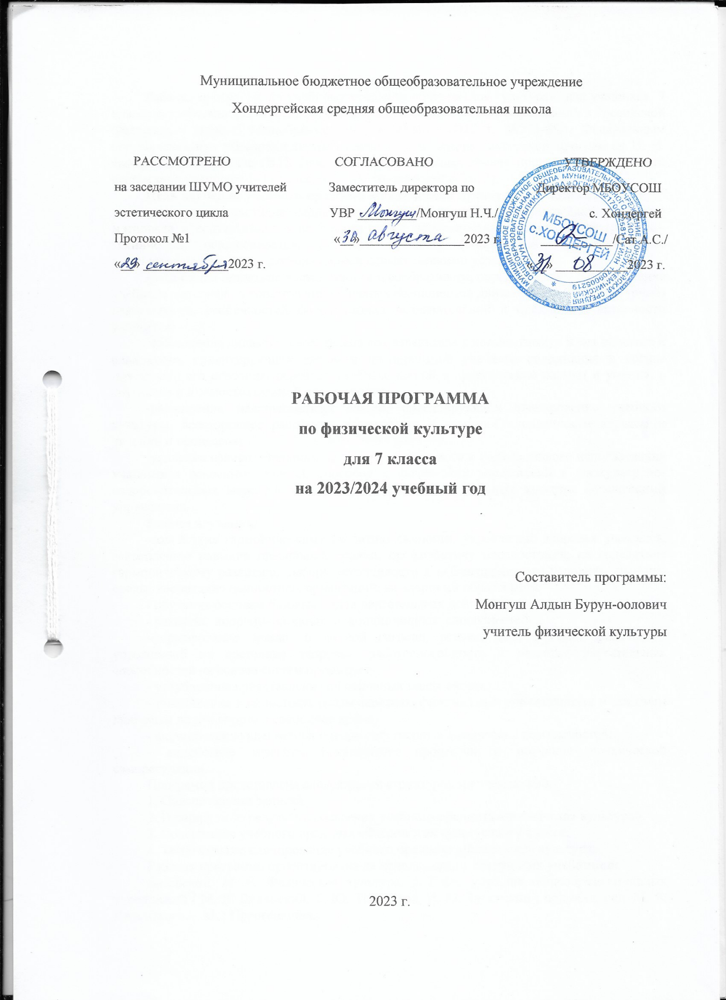 Муниципальное бюджетное общеобразовательное учреждение
Хондергейская средняя общеобразовательная школа
РАССМОТРЕНО
на заседании ШУМО учителей
эстетического цикла
Протокол №1
«29» сентября 2023 г.
СОГЛАСОВАНО
Заместитель директора по
УВР Монгуш /Монгуш Н.Ч./
«30» августа 2023 г
УТВЕРЖДЕНО
Директор МБОУСОШ
с. Хондергей
/Сат А.С./
«31» 08 2023 г.
МБОУСОШ
с.ХОНДЕРГЕЙ
РАБОЧАЯ ПРОГРАММА
по физической культуре
для 7 класса
на 2023/2024 учебный год
Составитель программы:
Монгуш Алдын Бурун-оолович
учитель физической культуры
2023 г.